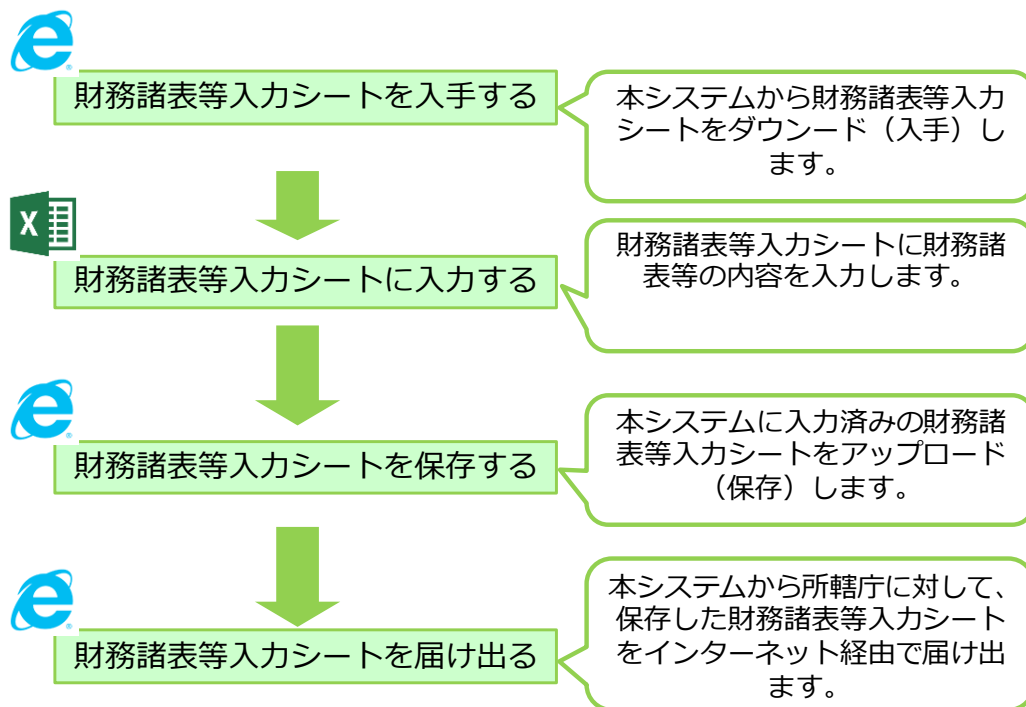 財務諸表等入力シートを入手する
本システムから財務諸表等入力
シートをダウンード（入手）し
ます。
財務諸表等入力シートに入力する
財務諸表等入力シートに財務諸
表等の内容を入力します。
財務諸表等入力シートを保存する
本システムに入力済みの財務諸
表等入力シートをアップロード
（保存）します。
財務諸表等入力シートを届け出る
本システムから所轄庁に対して、
保存した財務諸表等入力シート
をインターネット経由で届け出
ます。